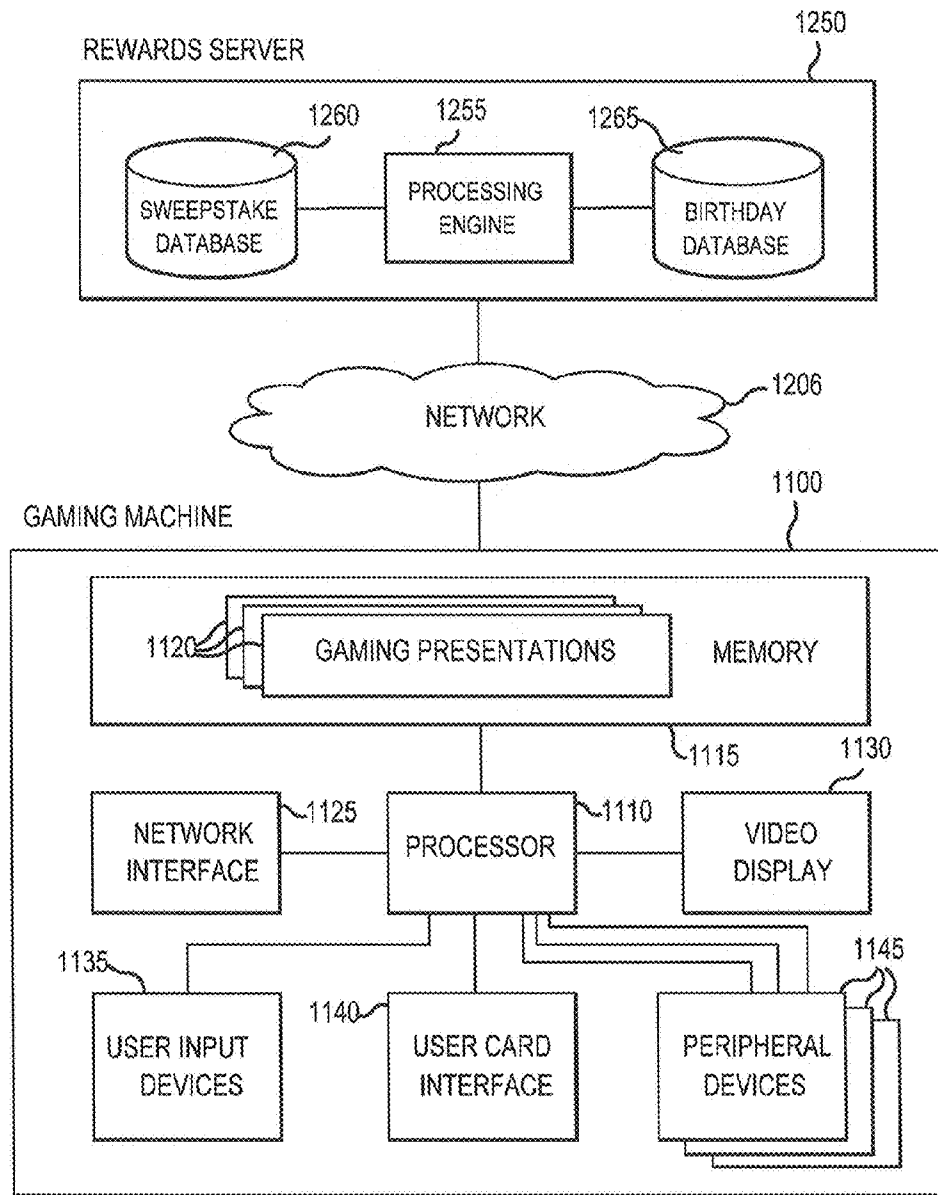 REWARDS SERVER
1250
1260
1255
1265
SWEEPSTAKE
DATABASE
PROCESSING
ENGINE
BIRTHDAY
DATABASE
NETWORK
1206
GAMING MACHINE
1100
1120
GAMING PRESENTATIONS
MEMORY
1115
1130
NETWORK
INTERFACE
1125
PROCESSOR
1110
VIDEO
DISPLAY
1135
USER INPUT
DEVICES
1140
USER CARD
INTERFACE
1145
PERIPHERAL
DEVICES